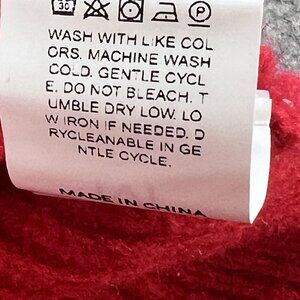 30 P
WASH WITH LIKE COL
ORS. MACHINE WASH
COLD. GENTLE CYCL
E. DO NOT BLEACH. T
UMBLE DRY LOW. LO
W IRON IF NEEDED. D
RYCLEANABLE IN GE
NTLE CYCLE.
MADE IN CHINA